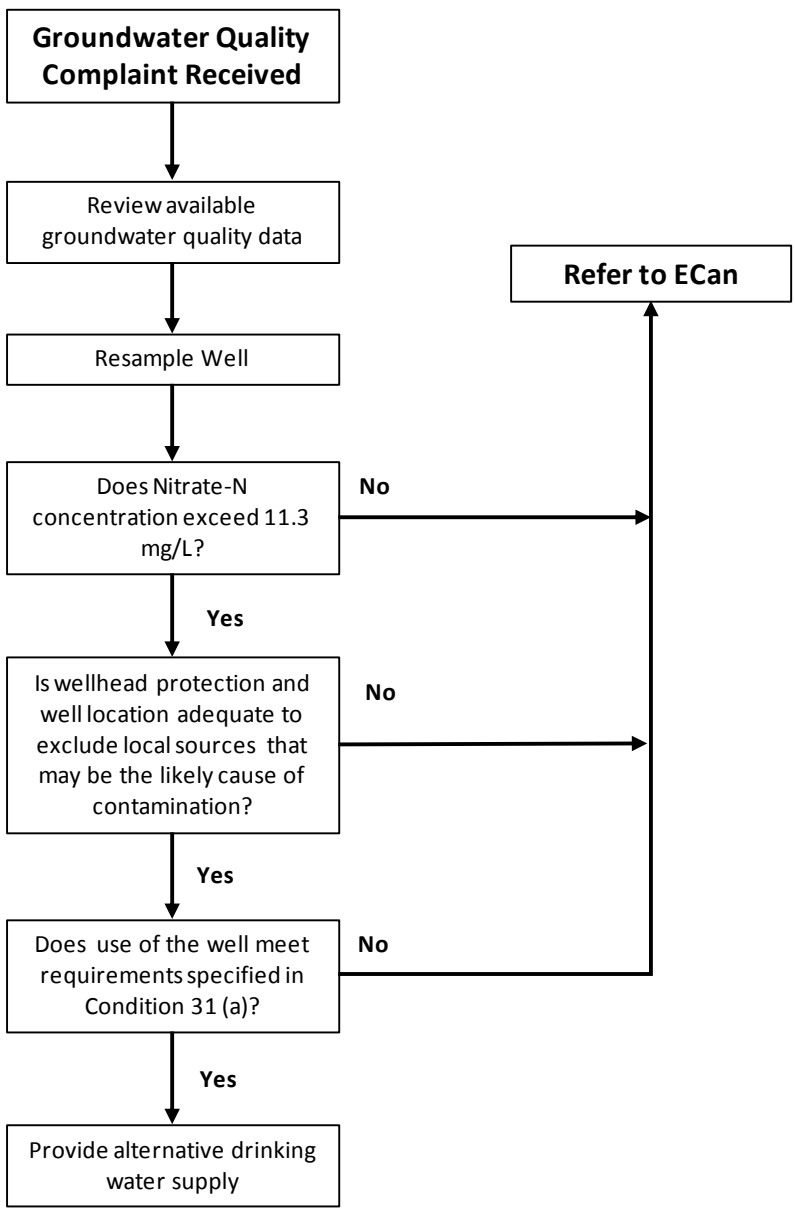 Groundwater Quality
Complaint Received
Review available
groundwater quality data
Refer to ECan
Resample Well
Does Nitrate-N
concentration exceed 11.3
mg/L?
No
Yes
Is wellhead protection and
well location adequate to
exclude local sources that
may be the likely cause of
contamination?
No
Yes
Does use of the well meet
requirements specified in
Condition 31 (a)?
No
Yes
Provide alternative drinking
water supply